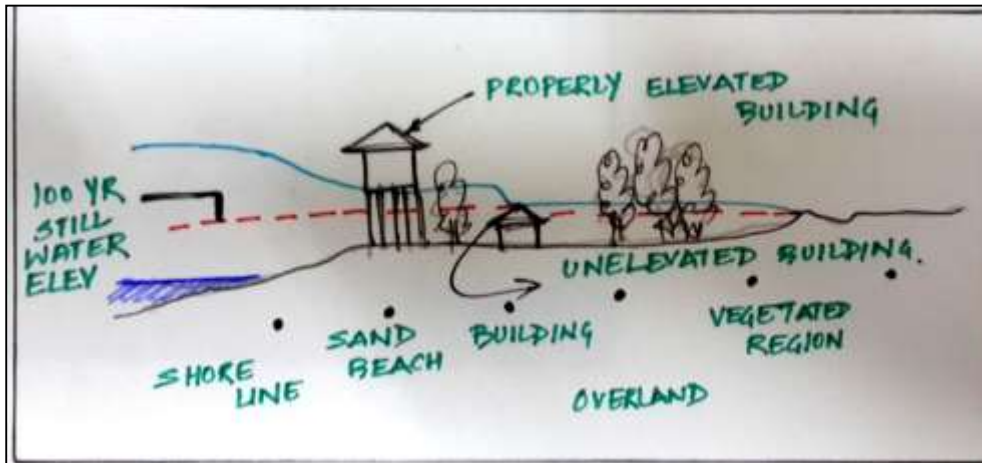 PROPERLY ELEVATED
BUILDING
100 YR
STILL
WATER
ELEV
UNELEVATED BUILDING.
SHORE
LINE
SAND
BEACH
BUILDING
OVERLAND
VEGETATED
REGION